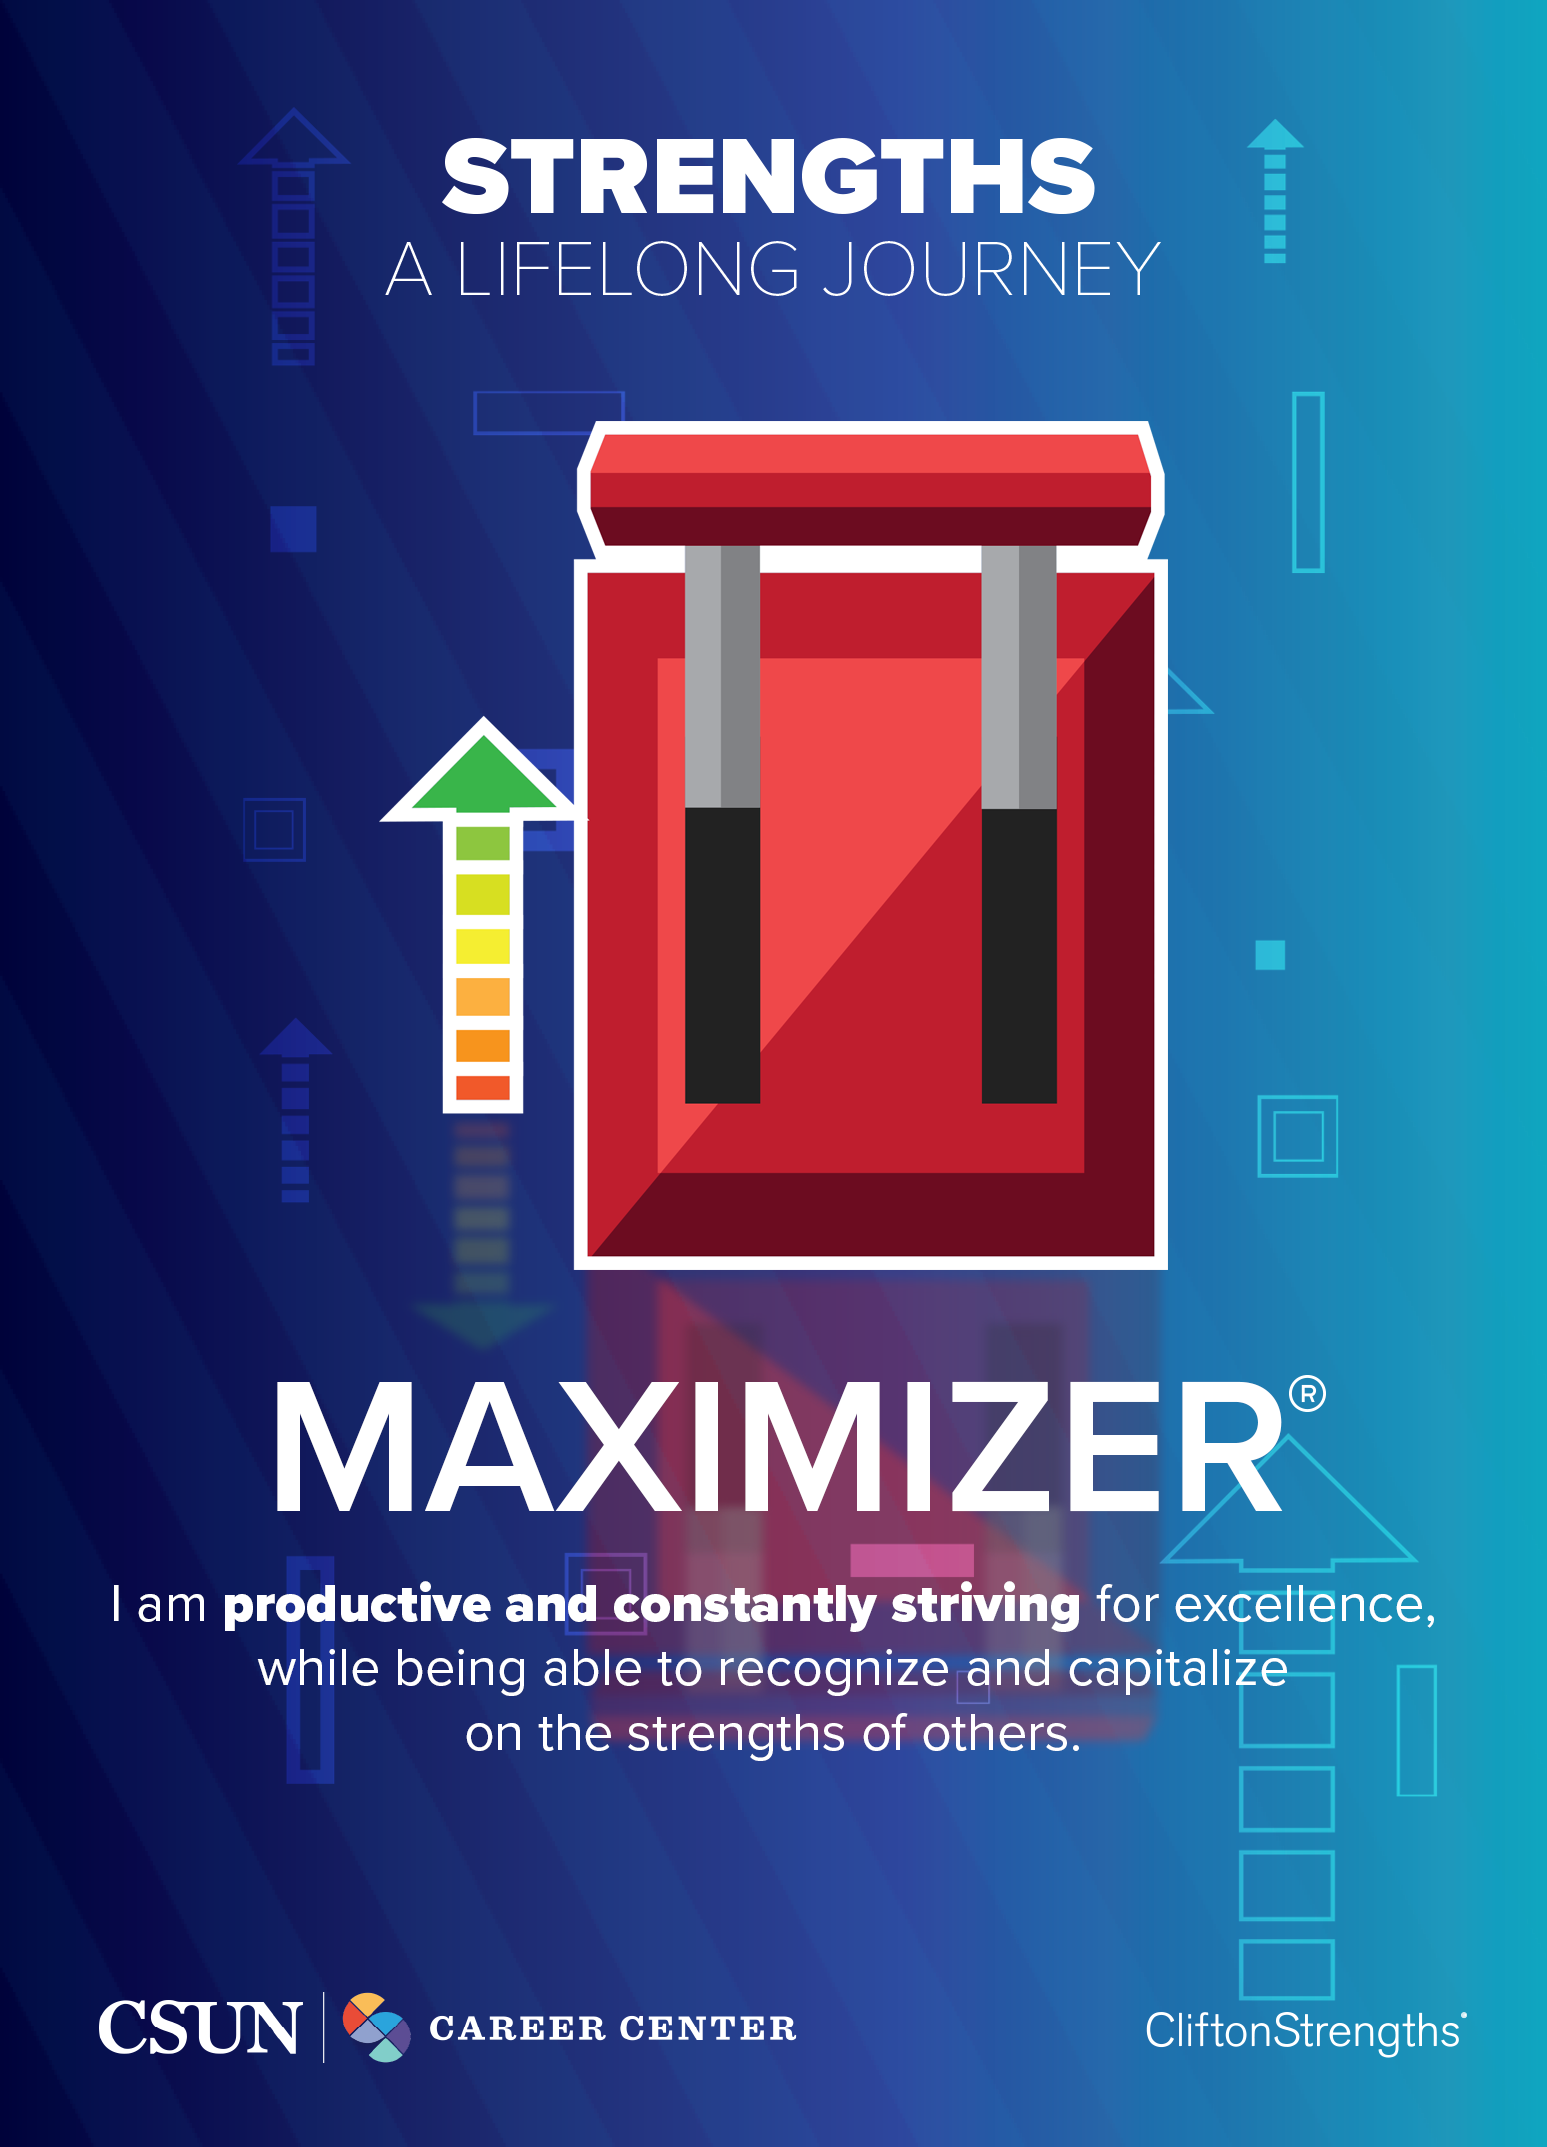 STRENGTHS
A LIFELONG JOURNEY
MAXIMIZER®
I am productive and constantly striving for excellence,
while being able to recognize and capitalize
on the strengths of others.
CSUN | CAREER CENTER
CliftonStrengths®